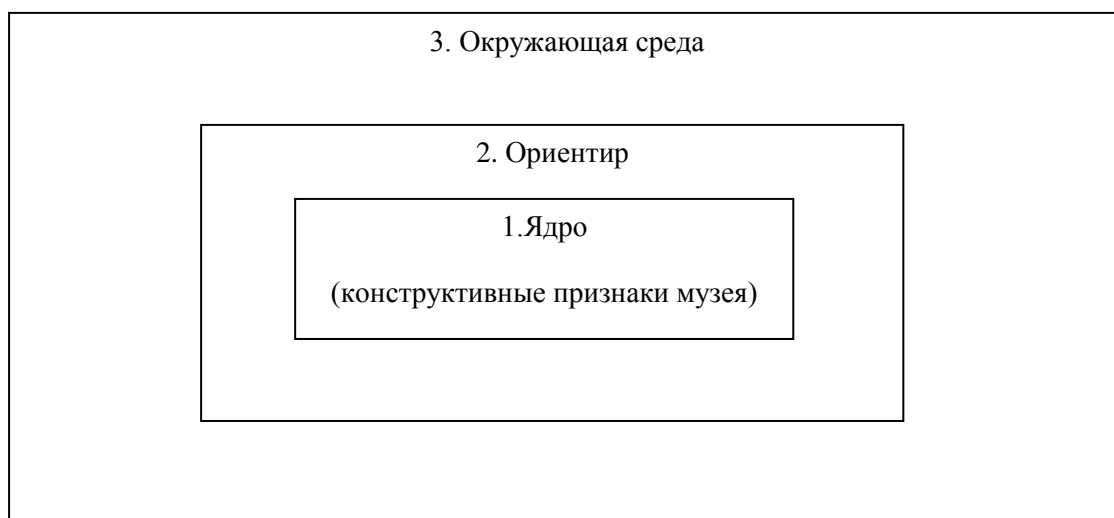 3. Окружающая среда
2. Ориентир
1.Ядро
(конструктивные признаки музея)